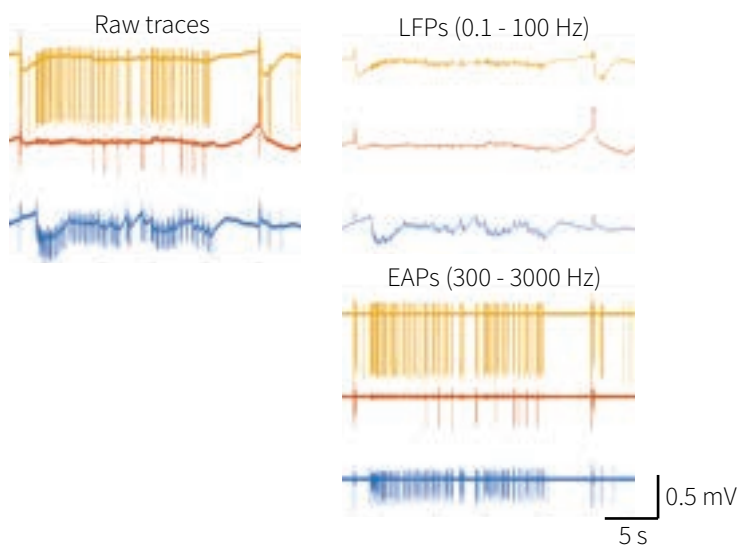 Raw traces
LFPs (0.1 - 100 Hz)
EAPs (300 - 3000 Hz)
0.5 mV
5 s